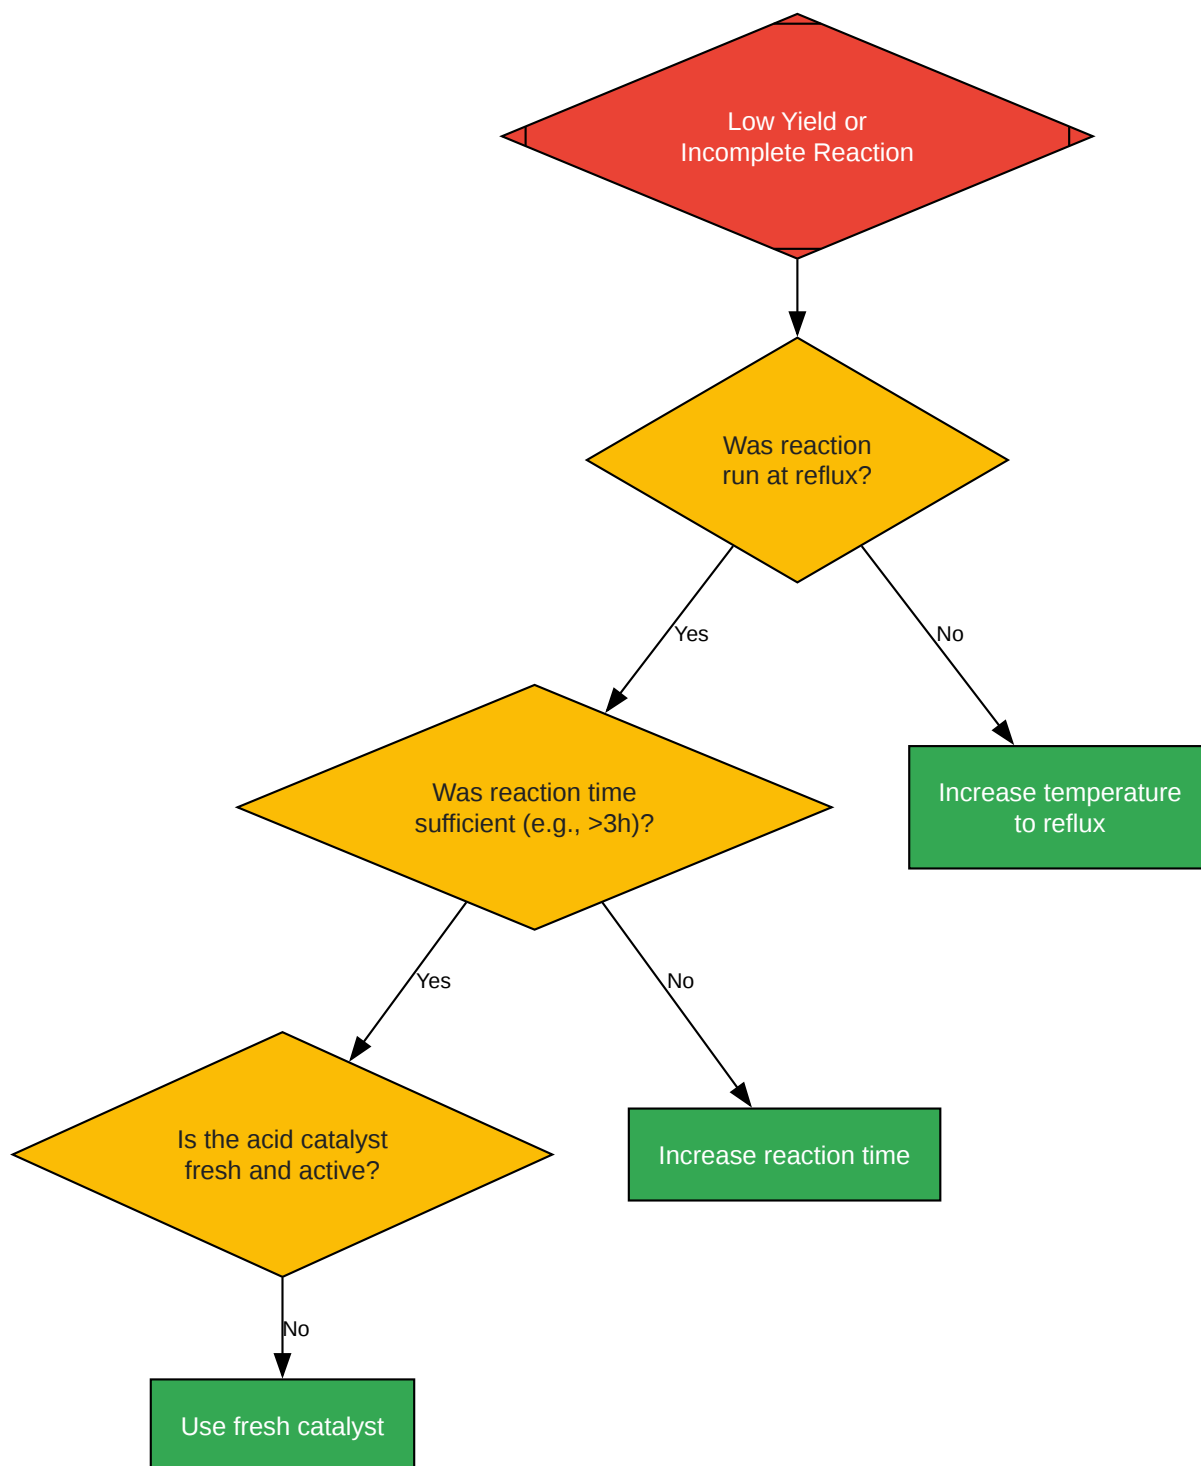 Low Yield or
Incomplete Reaction
Was reaction
run at reflux?
Yes
No
Was reaction time
sufficient (e.g., >3h)?
Increase temperature
to reflux
Yes
No
Is the acid catalyst
fresh and active?
Increase reaction time
No
Use fresh catalyst